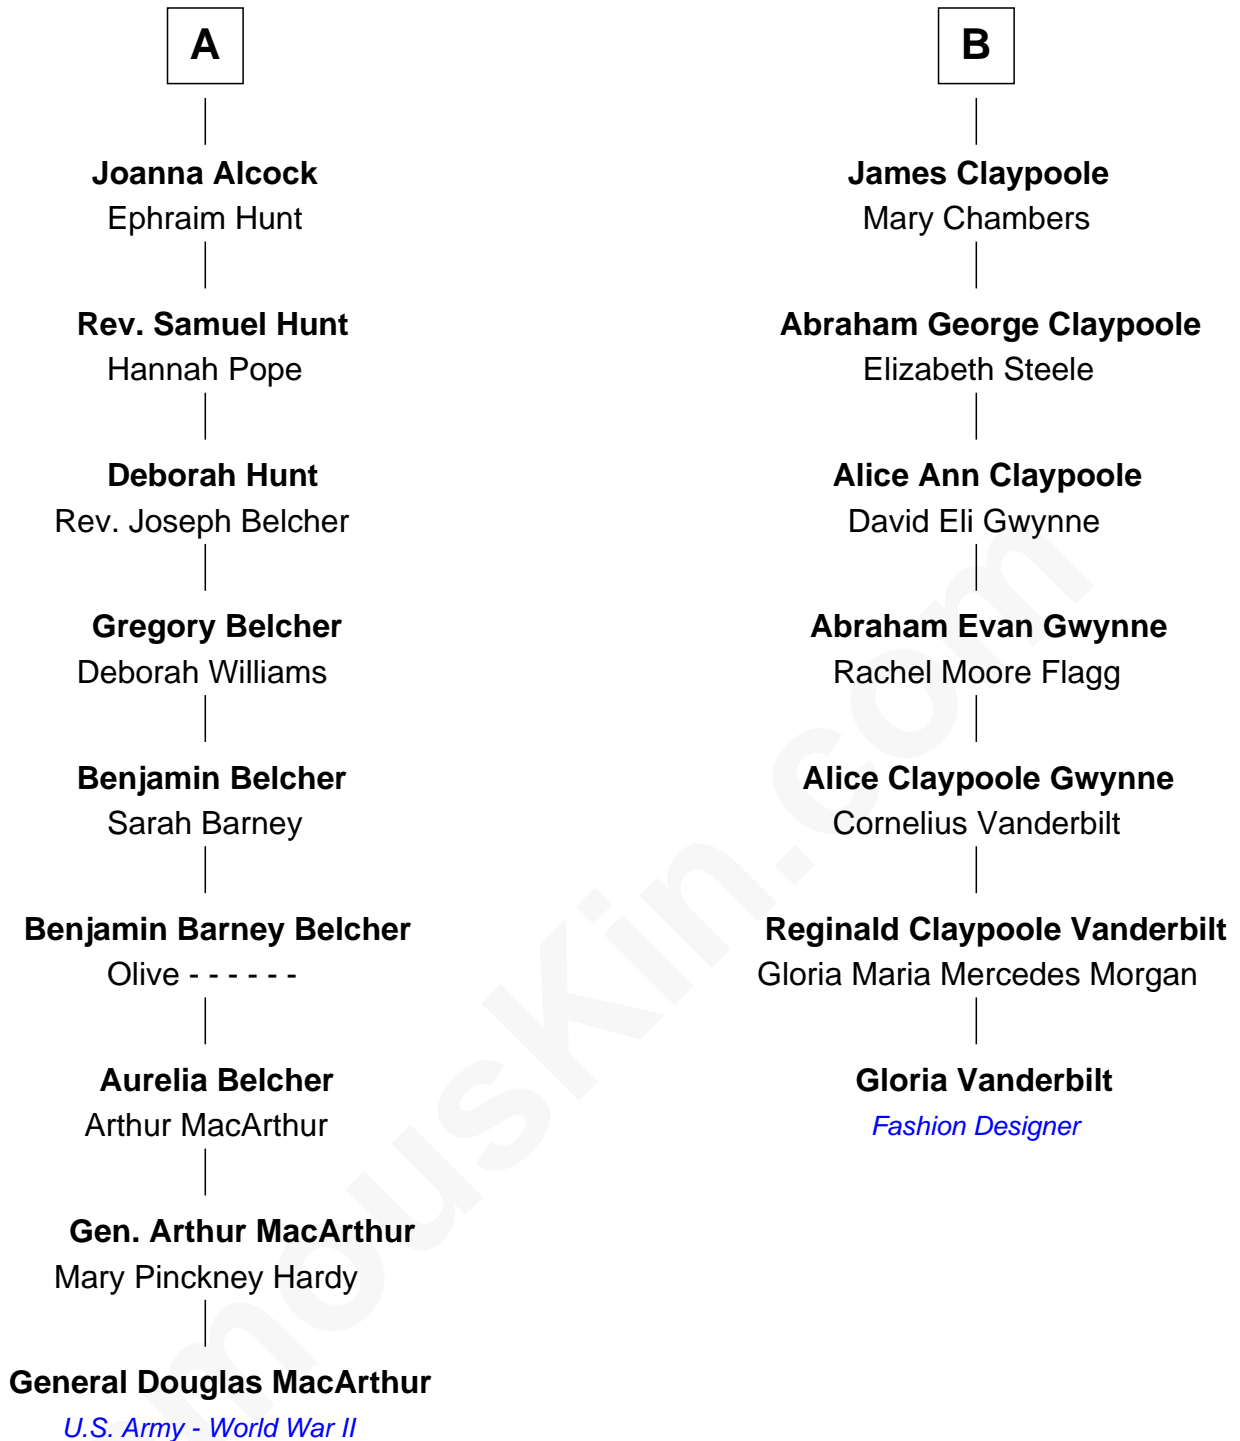 A
Joanna Alcock
Ephraim Hunt
Rev. Samuel Hunt
Hannah Pope
Deborah Hunt
Rev. Joseph Belcher
Gregory Belcher
Deborah Williams
Benjamin Belcher
Sarah Barney
Benjamin Barney Belcher
Olive - - - - - -
Aurelia Belcher
Arthur MacArthur
Gen. Arthur MacArthur
Mary Pinckney Hardy
General Douglas MacArthur
U.S. Army - World War II
B
James Claypoole
Mary Chambers
Abraham George Claypoole
Elizabeth Steele
Alice Ann Claypoole
David Eli Gwynne
Abraham Evan Gwynne
Rachel Moore Flagg
Alice Claypoole Gwynne
Cornelius Vanderbilt
Reginald Claypoole Vanderbilt
Gloria Maria Mercedes Morgan
Gloria Vanderbilt
Fashion Designer
mousKin.com